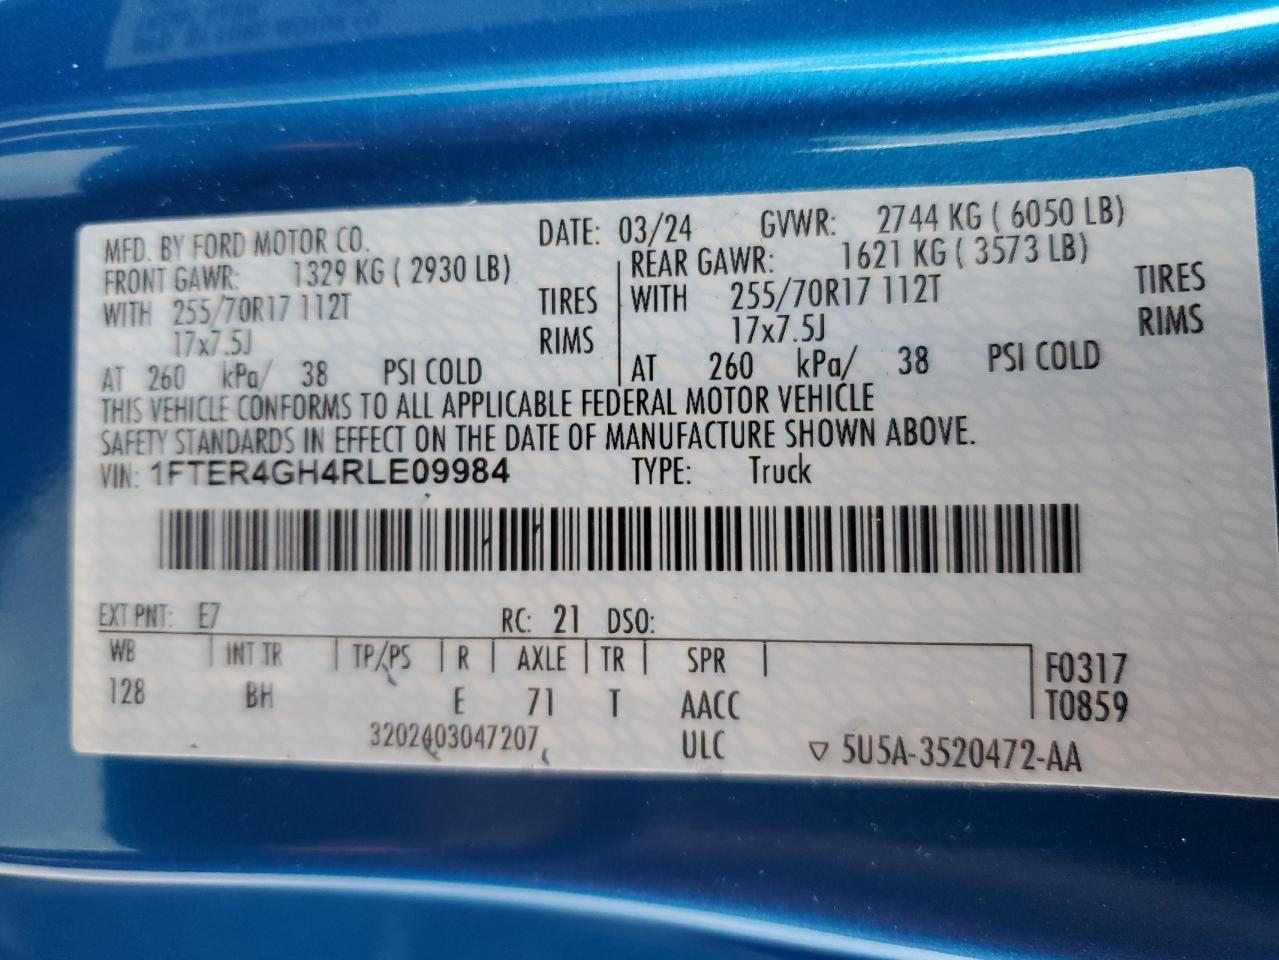 MFD. BY FORD MOTOR CO. DATE: 03/24 GVWR: 2744 KG ( 6050 LB)
FRONT GAWR: 1329 KG ( 2930 LB) REAR GAWR: 1621 KG ( 3573 LB)
WITH 255/70R17 112T TIRES WITH 255/70R17 112T TIRES
17x7.5J RIMS 17x7.5J RIMS
AT 260 kPa/ 38 PSI COLD AT 260 kPa/ 38 PSI COLD
THIS VEHICLE CONFORMS TO ALL APPLICABLE FEDERAL MOTOR VEHICLE
SAFETY STANDARDS IN EFFECT ON THE DATE OF MANUFACTURE SHOWN ABOVE.
VIN: 1FTER4GH4RLE09984 TYPE: Truck
EXT PNT: E7 RC: 21 DSO:
WB INT TR TP/PS R AXLE TR SPR F0317
128 BH E 71 T AACC T0859
3202403047207 ULC ▽ 5U5A-3520472-AA